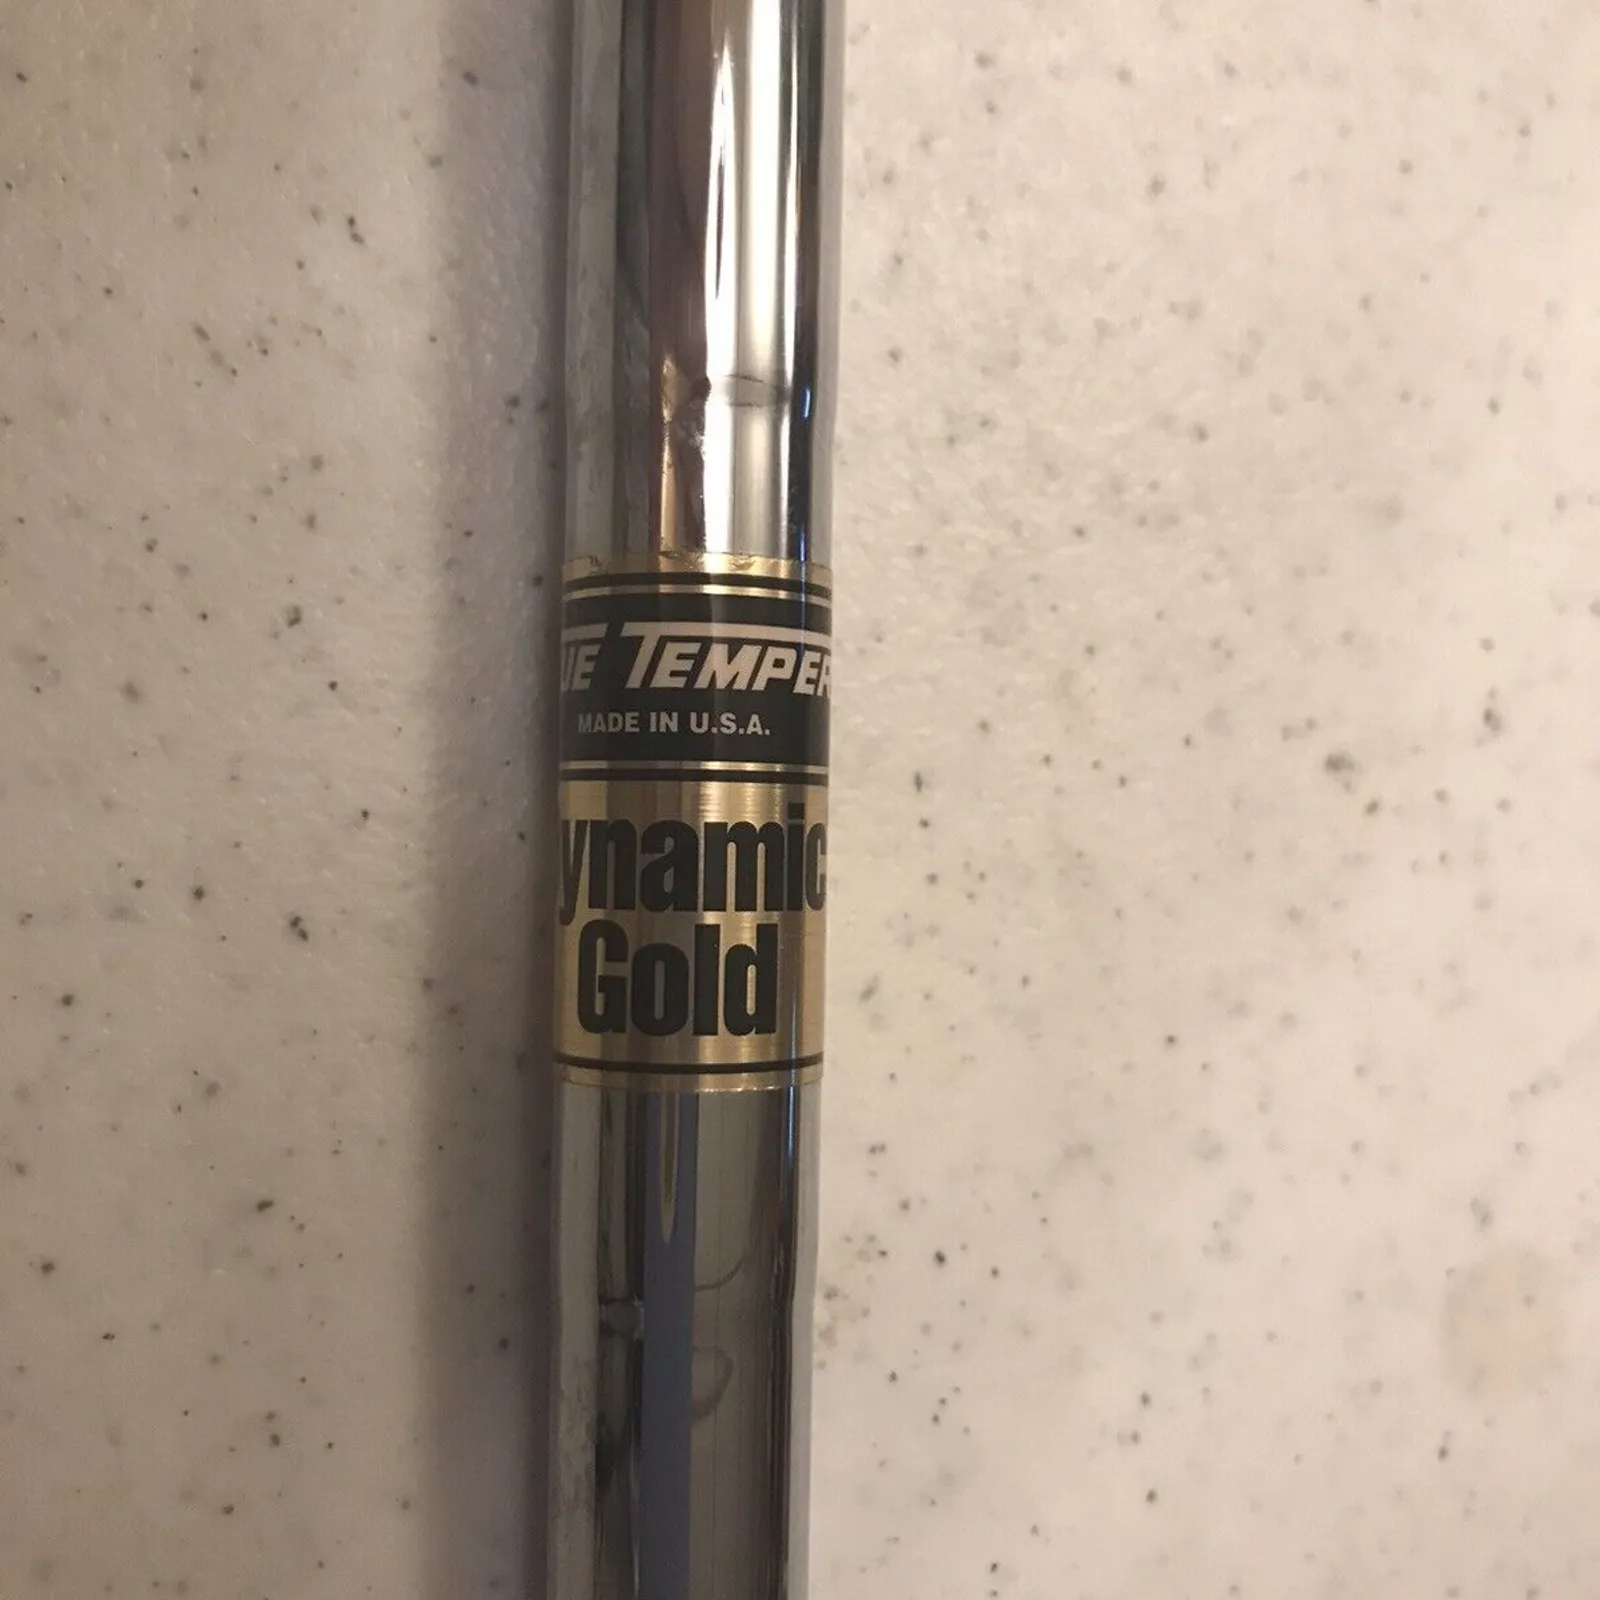 UE TEMPER
MADE IN U.S.A.
ynamic
Gold